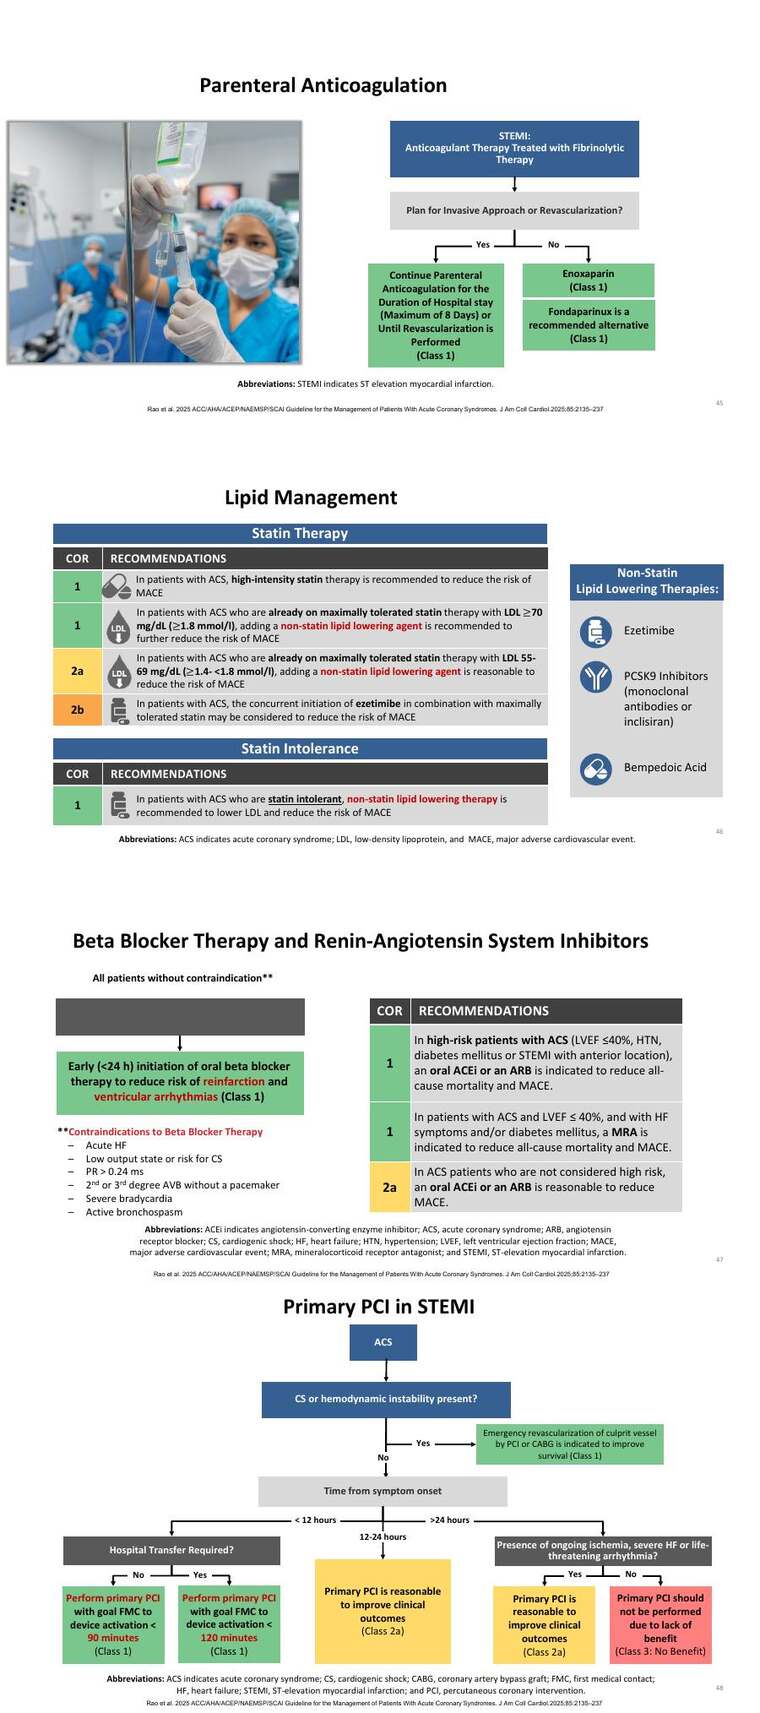 Parenteral Anticoagulation
STEMI:
Anticoagulant Therapy Treated with Fibrinolytic
Therapy
Plan for Invasive Approach or Revascularization?
Yes
No
Continue Parenteral
Anticoagulation for the
Duration of Hospital stay
(Maximum of 8 Days) or
Until Revascularization is
Performed
(Class 1)
Enoxaparin
(Class 1)
Fondaparinux is a
recommended alternative
(Class 1)
Abbreviations: STEMI indicates ST elevation myocardial infarction.
45
Rao et al. 2025 ACC/AHA/ACEP/NAEMSP/SCAI Guideline for the Management of Patients With Acute Coronary Syndromes. J Am Coll Cardiol.2025;85:2135–237
Lipid Management
Statin Therapy
COR RECOMMENDATIONS
1
In patients with ACS, high-intensity statin therapy is recommended to reduce the risk of
MACE
1
LDL
In patients with ACS who are already on maximally tolerated statin therapy with LDL ≥70
mg/dL (≥1.8 mmol/l), adding a non-statin lipid lowering agent is recommended to
further reduce the risk of MACE
2a
LDL
In patients with ACS who are already on maximally tolerated statin therapy with LDL 55-
69 mg/dL (≥1.4- <1.8 mmol/l), adding a non-statin lipid lowering agent is reasonable to
reduce the risk of MACE
2b
In patients with ACS, the concurrent initiation of ezetimibe in combination with maximally
tolerated statin may be considered to reduce the risk of MACE
Statin Intolerance
COR RECOMMENDATIONS
1
In patients with ACS who are statin intolerant, non-statin lipid lowering therapy is
recommended to lower LDL and reduce the risk of MACE
Non-Statin
Lipid Lowering Therapies:
Ezetimibe
PCSK9 Inhibitors
(monoclonal
antibodies or
inclisiran)
Bempedoic Acid
46
Abbreviations: ACS indicates acute coronary syndrome; LDL, low-density lipoprotein, and MACE, major adverse cardiovascular event.
Beta Blocker Therapy and Renin-Angiotensin System Inhibitors
All patients without contraindication**
Early (<24 h) initiation of oral beta blocker
therapy to reduce risk of reinfarction and
ventricular arrhythmias (Class 1)
**Contraindications to Beta Blocker Therapy
– Acute HF
– Low output state or risk for CS
– PR > 0.24 ms
– 2nd or 3rd degree AVB without a pacemaker
– Severe bradycardia
– Active bronchospasm
COR RECOMMENDATIONS
1
In high-risk patients with ACS (LVEF ≤40%, HTN,
diabetes mellitus or STEMI with anterior location),
an oral ACEi or an ARB is indicated to reduce all-
cause mortality and MACE.
1
In patients with ACS and LVEF ≤ 40%, and with HF
symptoms and/or diabetes mellitus, a MRA is
indicated to reduce all-cause mortality and MACE.
2a
In ACS patients who are not considered high risk,
an oral ACEi or an ARB is reasonable to reduce
MACE.
Abbreviations: ACEi indicates angiotensin-converting enzyme inhibitor; ACS, acute coronary syndrome; ARB, angiotensin
receptor blocker; CS, cardiogenic shock; HF, heart failure; HTN, hypertension; LVEF, left ventricular ejection fraction; MACE,
major adverse cardiovascular event; MRA, mineralocorticoid receptor antagonist; and STEMI, ST-elevation myocardial infarction.
47
Rao et al. 2025 ACC/AHA/ACEP/NAEMSP/SCAI Guideline for the Management of Patients With Acute Coronary Syndromes. J Am Coll Cardiol.2025;85:2135–237
Primary PCI in STEMI
ACS
CS or hemodynamic instability present?
Yes
Emergency revascularization of culprit vessel
by PCI or CABG is indicated to improve
survival (Class 1)
No
Time from symptom onset
< 12 hours
>24 hours
12-24 hours
Hospital Transfer Required?
Presence of ongoing ischemia, severe HF or life-
threatening arrhythmia?
No
Yes
Yes
No
Perform primary PCI
with goal FMC to
device activation <
90 minutes
(Class 1)
Perform primary PCI
with goal FMC to
device activation <
120 minutes
(Class 1)
Primary PCI is reasonable
to improve clinical
outcomes
(Class 2a)
Primary PCI is
reasonable to
improve clinical
outcomes
(Class 2a)
Primary PCI should
not be performed
due to lack of
benefit
(Class 3: No Benefit)
Abbreviations: ACS indicates acute coronary syndrome; CS, cardiogenic shock; CABG, coronary artery bypass graft; FMC, first medical contact;
HF, heart failure; STEMI, ST-elevation myocardial infarction; and PCI, percutaneous coronary intervention.
48
Rao et al. 2025 ACC/AHA/ACEP/NAEMSP/SCAI Guideline for the Management of Patients With Acute Coronary Syndromes. J Am Coll Cardiol.2025;85:2135–237